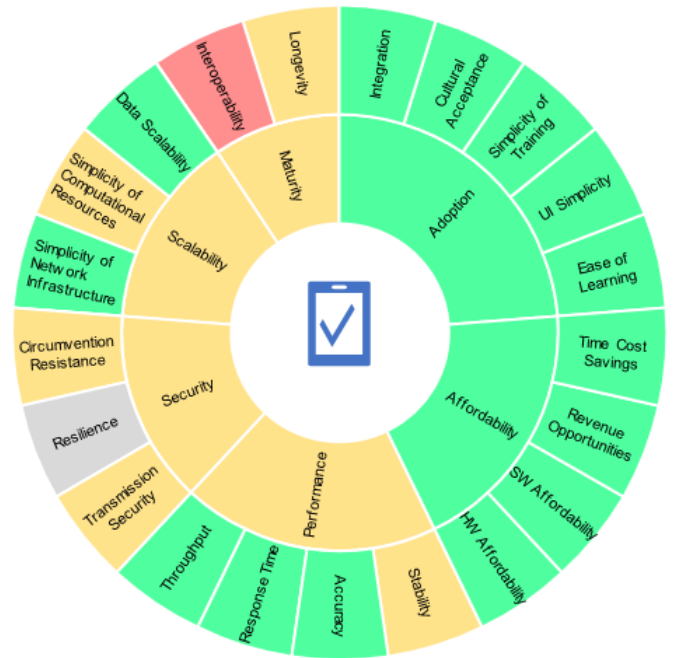 Integration
Cultural
Acceptance
Simplicity of
Training
UI Simplicity
Ease of
Learning
Time Cost
Savings
Revenue
Opportunities
SW Affordability
HW Affordability
Stability
Accuracy
Response Time
Throughput
Transmission
Security
Resilience
Circumvention
Resistance
Simplicity of
Network
Infrastructure
Simplicity of
Computational
Resources
Data Scalability
Interoperability
Longevity
Adoption
Affordability
Performance
Security
Scalability
Maturity